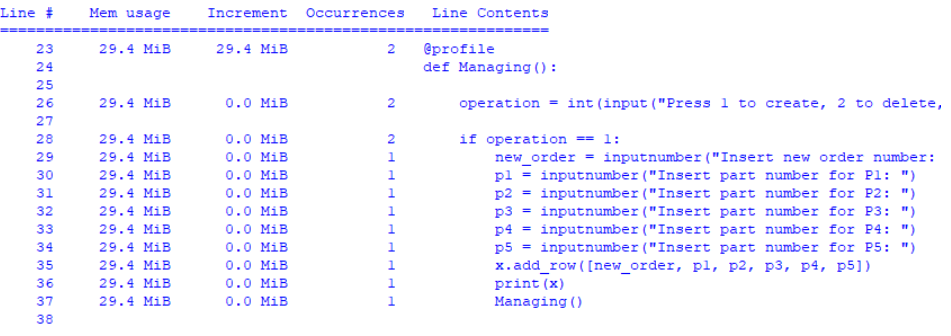 Line #    Mem usage    Increment  Occurrences   Line Contents
=============================================================
    23     29.4 MiB     29.4 MiB           2   @profile
    24                                         def Managing():
    25
    26     29.4 MiB      0.0 MiB           2       operation = int(input("Press 1 to create, 2 to delete,
    27
    28     29.4 MiB      0.0 MiB           2       if operation == 1:
    29     29.4 MiB      0.0 MiB           1           new_order = inputnumber("Insert new order number:
    30     29.4 MiB      0.0 MiB           1           p1 = inputnumber("Insert part number for P1: ")
    31     29.4 MiB      0.0 MiB           1           p2 = inputnumber("Insert part number for P2: ")
    32     29.4 MiB      0.0 MiB           1           p3 = inputnumber("Insert part number for P3: ")
    33     29.4 MiB      0.0 MiB           1           p4 = inputnumber("Insert part number for P4: ")
    34     29.4 MiB      0.0 MiB           1           p5 = inputnumber("Insert part number for P5: ")
    35     29.4 MiB      0.0 MiB           1           x.add_row([new_order, p1, p2, p3, p4, p5])
    36     29.4 MiB      0.0 MiB           1           print(x)
    37     29.4 MiB      0.0 MiB           1           Managing()
    38